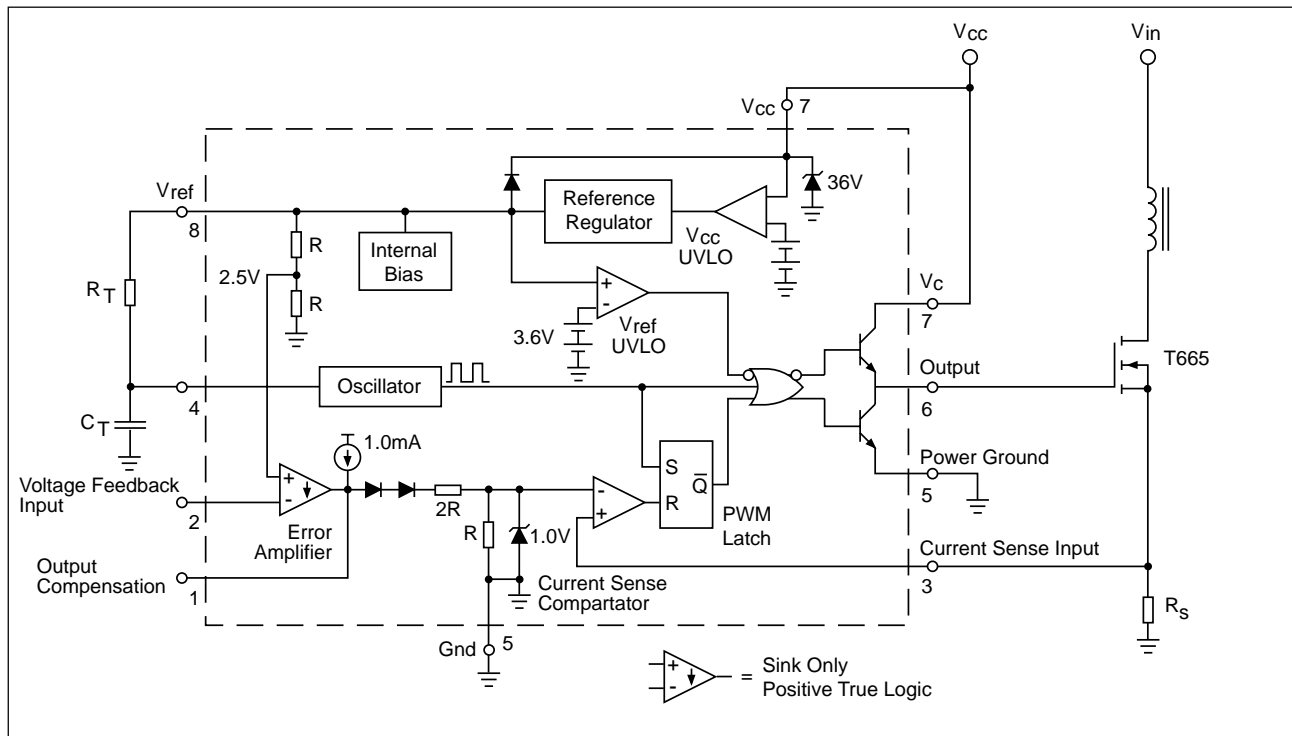 Vcc
Vin
Vcc 7
36V
Vref
8
Reference
Regulator
Vcc
UVLO
R
Internal
Bias
2.5V
RT
R
3.6V
Vref
UVLO
Vc
7
T665
Oscillator
Output
6
4
CT
1.0mA
Power Ground
5
Voltage Feedback
Input
2
Error
Amplifier
2R
R
1.0V
S
R
Q
PWM
Latch
Output
Compensation
1
Current Sense
Compartator
Current Sense Input
3
Rs
Gnd
5
+
-
= Sink Only
Positive True Logic